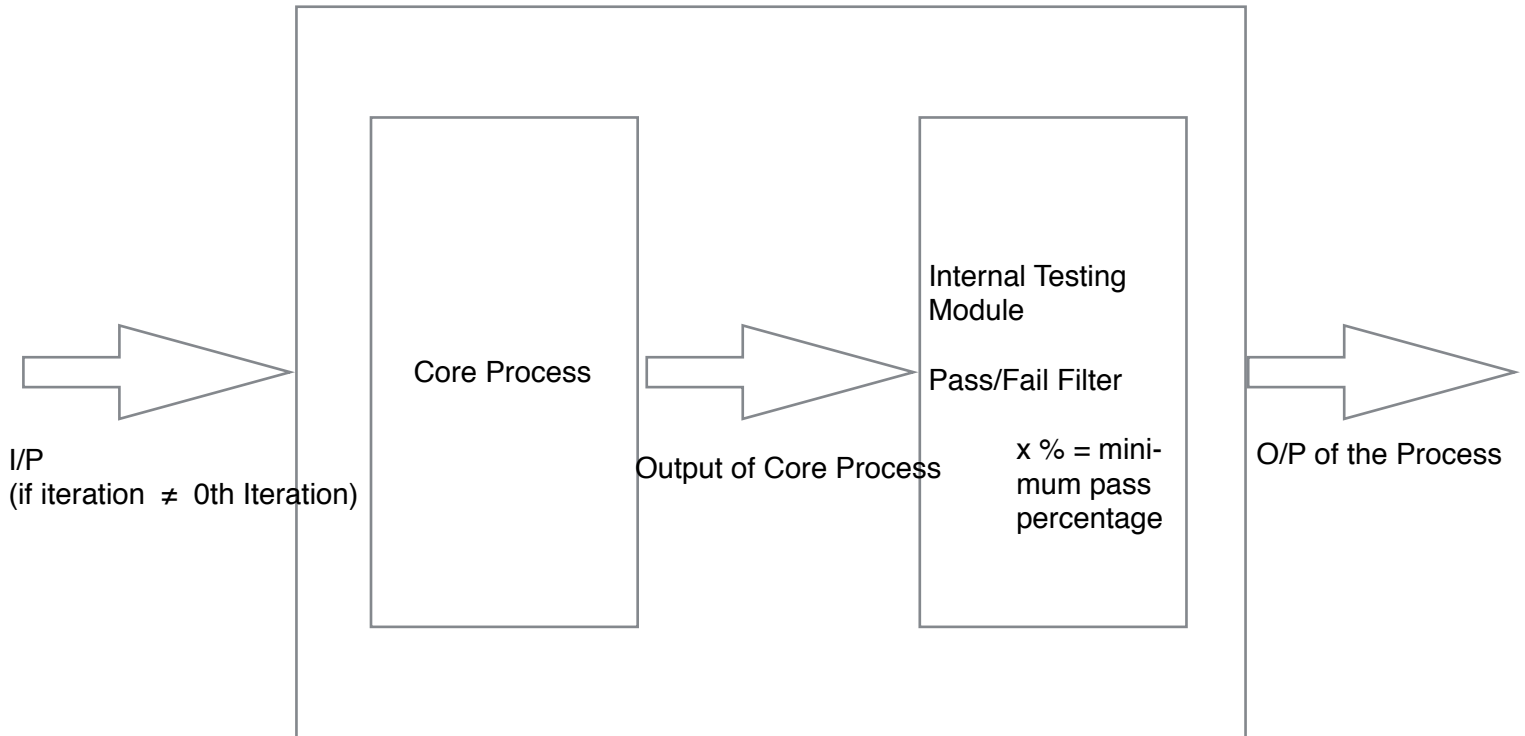 I/P
(if iteration ≠ 0th Iteration)
Core Process
Output of Core Process
Internal Testing
Module
Pass/Fail Filter
x % = mini-
mum pass
percentage
O/P of the Process